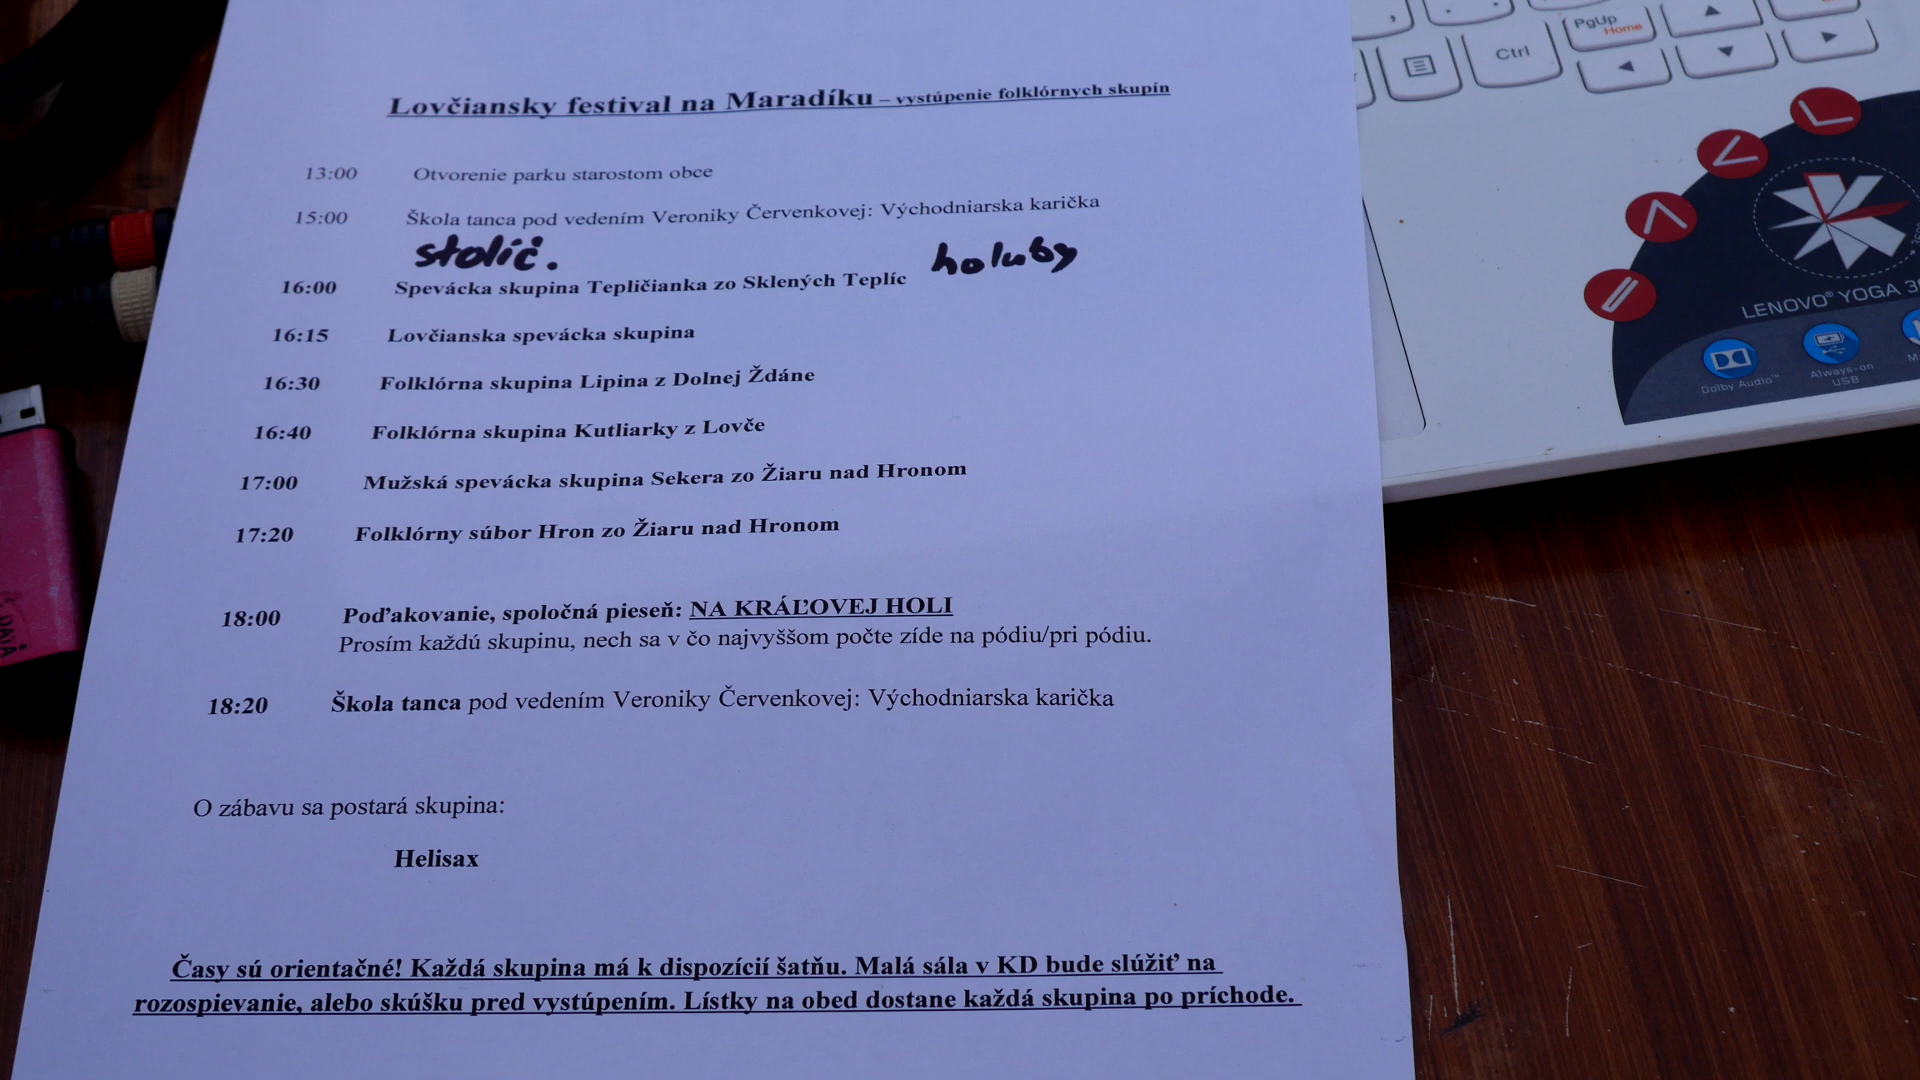 Lovčiansky festival na Maradíku – vystúpenie folklórnych skupín
13:00 Otvorenie parku starostom obce
15:00 Škola tanca pod vedením Veroniky Červenkovej: Východniarska karička
stolič. holuby
16:00 Spevácka skupina Tepličianka zo Sklených Teplíc
16:15 Lovčianska spevácka skupina
16:30 Folklórna skupina Lipina z Dolnej Ždáne
16:40 Folklórna skupina Kutliarky z Lovče
17:00 Mužská spevácka skupina Sekera zo Žiaru nad Hronom
17:20 Folklórny súbor Hron zo Žiaru nad Hronom
18:00 Poďakovanie, spoločná pieseň: NA KRÁĽOVEJ HOLI
Prosím každú skupinu, nech sa v čo najvyššom počte zíde na pódiu/pri pódiu.
18:20 Škola tanca pod vedením Veroniky Červenkovej: Východniarska karička
O zábavu sa postará skupina:
Helisax
Časy sú orientačné! Každá skupina má k dispozícií šatňu. Malá sála v KD bude slúžiť na
rozospievanie, alebo skúšku pred vystúpením. Lístky na obed dostane každá skupina po príchode.
PgUp
Home
Ctrl
LENOVO® YOGA
Dolby Audio™
Always-on
USB